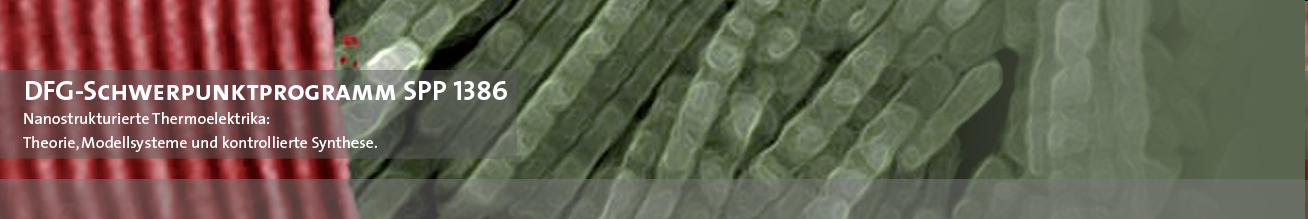 DFG-Schwerpunktprogramm SPP 1386
Nanostrukturierte Thermoelektrika:
Theorie, Modellsysteme und kontrollierte Synthese.